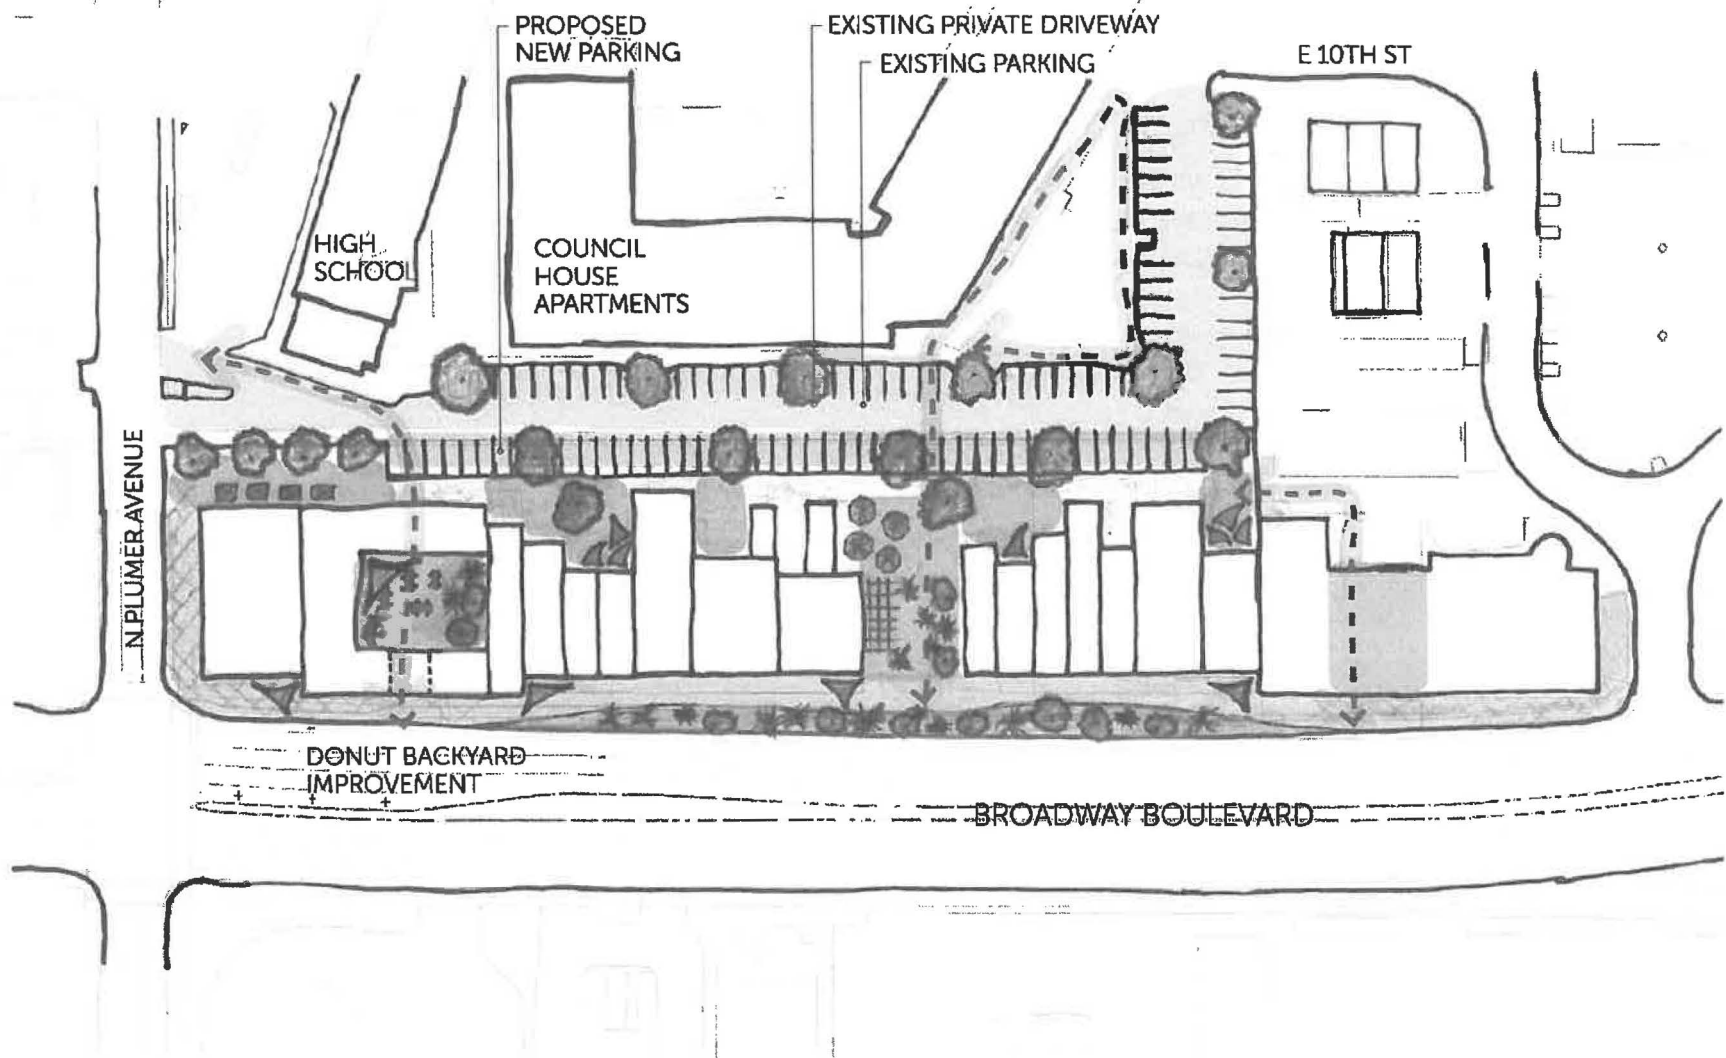 PROPOSED
NEW PARKING
EXISTING PRIVATE DRIVEWAY
EXISTING PARKING
E 10TH ST
HIGH
SCHOOL
COUNCIL
HOUSE
APARTMENTS
N.PLUMER AVENUE
DONUT BACKYARD
IMPROVEMENT
BROADWAY BOULEVARD